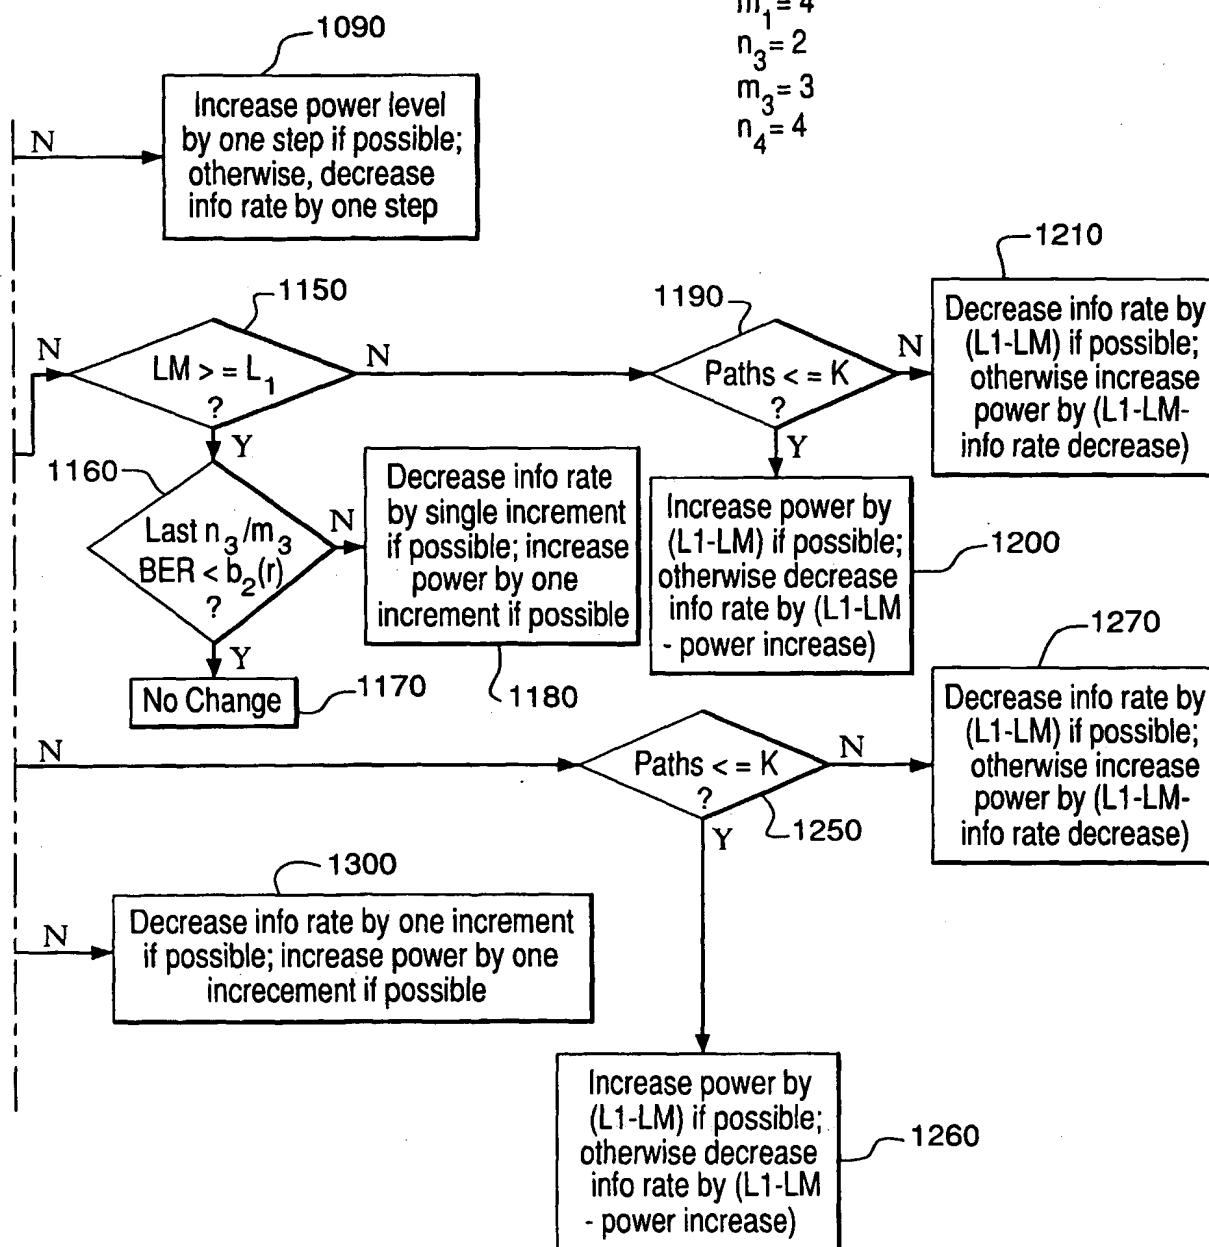 m1 = 4
n3 = 2
m3 = 3
n4 = 4
1090
Increase power level
by one step if possible;
otherwise, decrease
info rate by one step
N
1210
Decrease info rate by
(L1-LM) if possible;
otherwise increase
power by (L1-LM-
info rate decrease)
1150
N
LM > = L1
?
N
1190
Paths < = K
?
N
Y
Y
1160
Last n3/m3
BER < b2(r)
?
N
Decrease info rate
by single increment
if possible; increase
power by one
increment if possible
1180
Increase power by
(L1-LM) if possible;
otherwise decrease
info rate by (L1-LM
- power increase)
1200
Y
No Change
1170
N
Paths < = K
?
1250
N
Y
1270
Decrease info rate by
(L1-LM) if possible;
otherwise increase
power by (L1-LM-
info rate decrease)
1300
N
Decrease info rate by one increment
if possible; increase power by one
increcement if possible
Increase power by
(L1-LM) if possible;
otherwise decrease
info rate by (L1-LM
- power increase)
1260